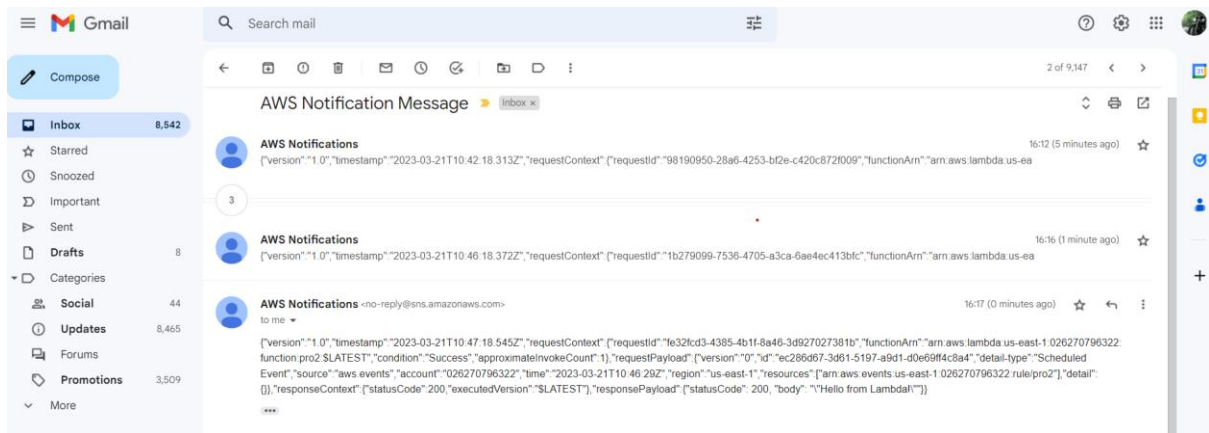 Gmail
Search mail
Compose
2 of 9,147
AWS Notification Message
Inbox x
Inbox 8,542
Starred
Snoozed
Important
Sent
Drafts 8
Categories
Social 44
Updates 8,465
Forums
Promotions 3,509
More
AWS Notifications 16:12 (5 minutes ago)
{"version":"1.0","timestamp":"2023-03-21T10:42:18.313Z","requestContext":{"requestId":"98190950-28a6-4253-bf2e-c420c872f009","functionArn":"arn:aws:lambda:us-ea
3
AWS Notifications 16:16 (1 minute ago)
{"version":"1.0","timestamp":"2023-03-21T10:46:18.372Z","requestContext":{"requestId":"1b279099-7536-4705-a3ca-6ae4ec413bfc","functionArn":"arn:aws:lambda:us-ea
AWS Notifications <no-reply@sns.amazonaws.com> 16:17 (0 minutes ago)
to me
{"version":"1.0","timestamp":"2023-03-21T10:47:18.545Z","requestContext":{"requestId":"fe32fcd3-4385-4b1f-8a46-3d927027381b","functionArn":"arn:aws:lambda:us-east-1:026270796322:
function:pro2:$LATEST","condition":"Success","approximateInvokeCount":1},"requestPayload":{"version":"0","id":"ec286d67-3d61-5197-a9d1-d0e69ff4c8a4","detail-type":"Scheduled
Event","source":"aws.events","account":"026270796322","time":"2023-03-21T10:46:29Z","region":"us-east-1","resources":["arn:aws:events:us-east-1:026270796322:rule/pro2"],"detail":
{}},"responseContext":{"statusCode":200,"executedVersion":"$LATEST"},"responsePayload":{"statusCode": 200, "body": "\"Hello from Lambda!\""}}